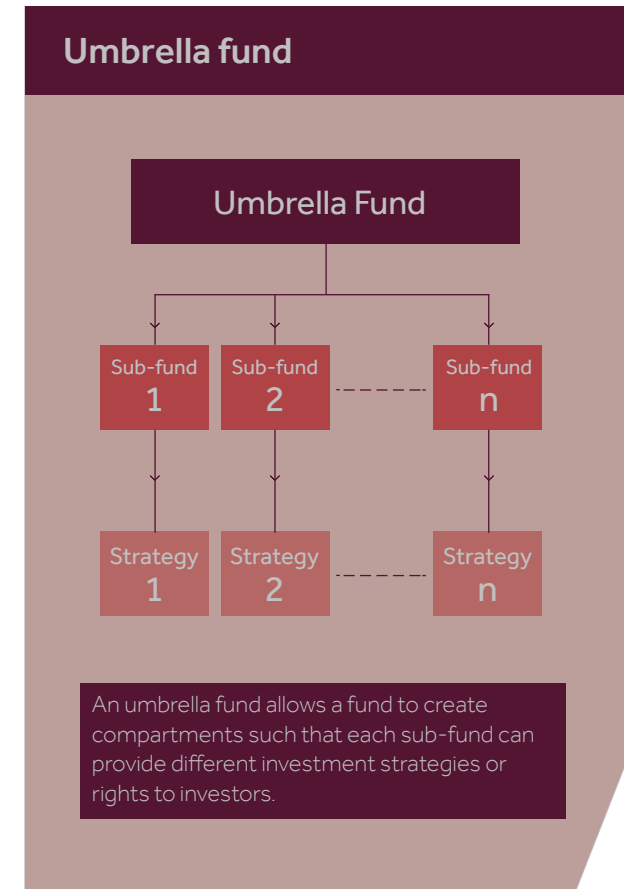 Umbrella fund
Umbrella Fund
Sub-fund
1
Sub-fund
2
Sub-fund
n
Strategy
1
Strategy
2
Strategy
n
An umbrella fund allows a fund to create
compartments such that each sub-fund can
provide different investment strategies or
rights to investors.